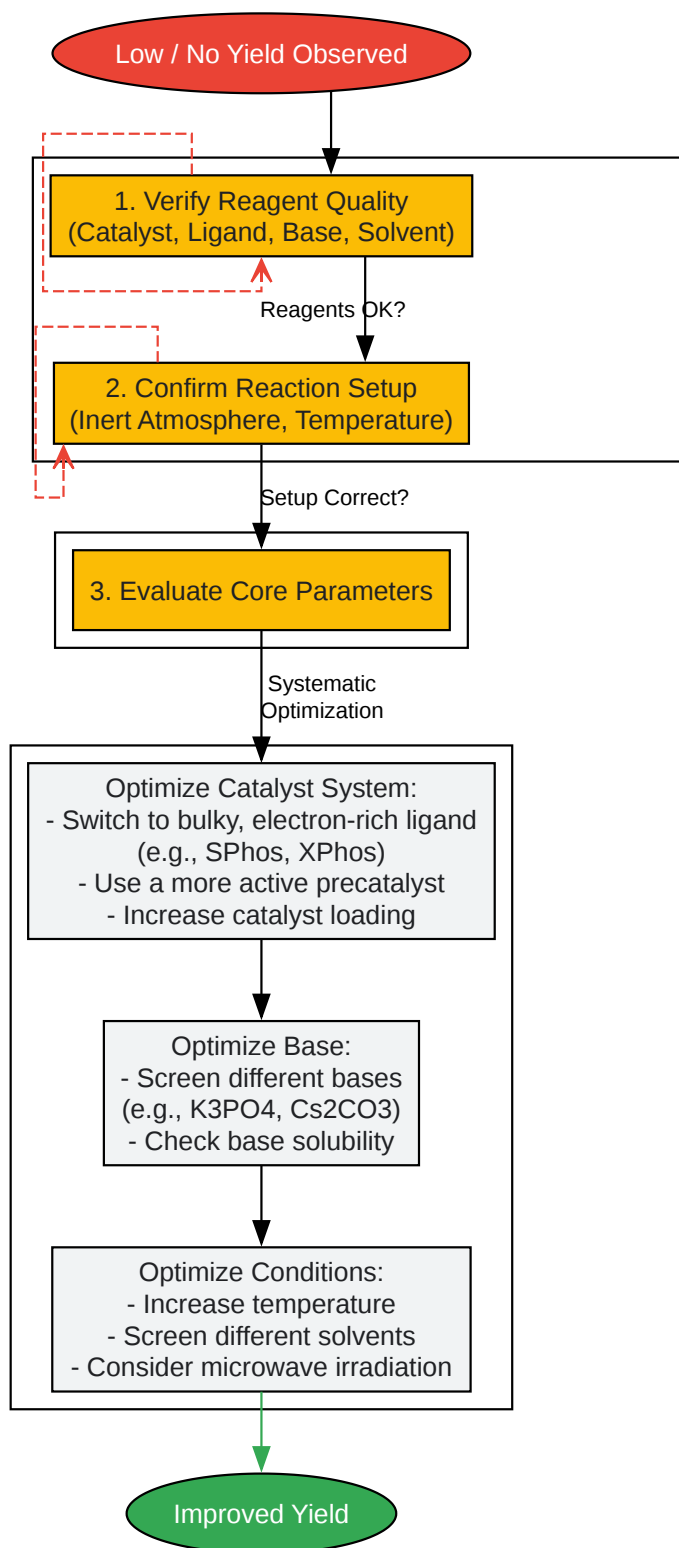 Low / No Yield Observed
1. Verify Reagent Quality
(Catalyst, Ligand, Base, Solvent)
Reagents OK?
2. Confirm Reaction Setup
(Inert Atmosphere, Temperature)
Setup Correct?
3. Evaluate Core Parameters
Systematic
Optimization
Optimize Catalyst System:
- Switch to bulky, electron-rich ligand
(e.g., SPhos, XPhos)
- Use a more active precatalyst
- Increase catalyst loading
Optimize Base:
- Screen different bases
(e.g., K3PO4, Cs2CO3)
- Check base solubility
Optimize Conditions:
- Increase temperature
- Screen different solvents
- Consider microwave irradiation
Improved Yield